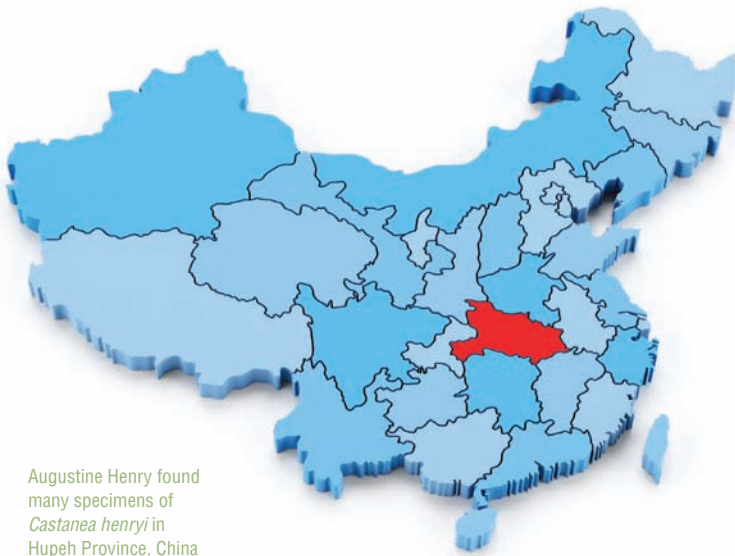 Augustine Henry found
many specimens of
Castanea henryi in
Hupeh Province, China